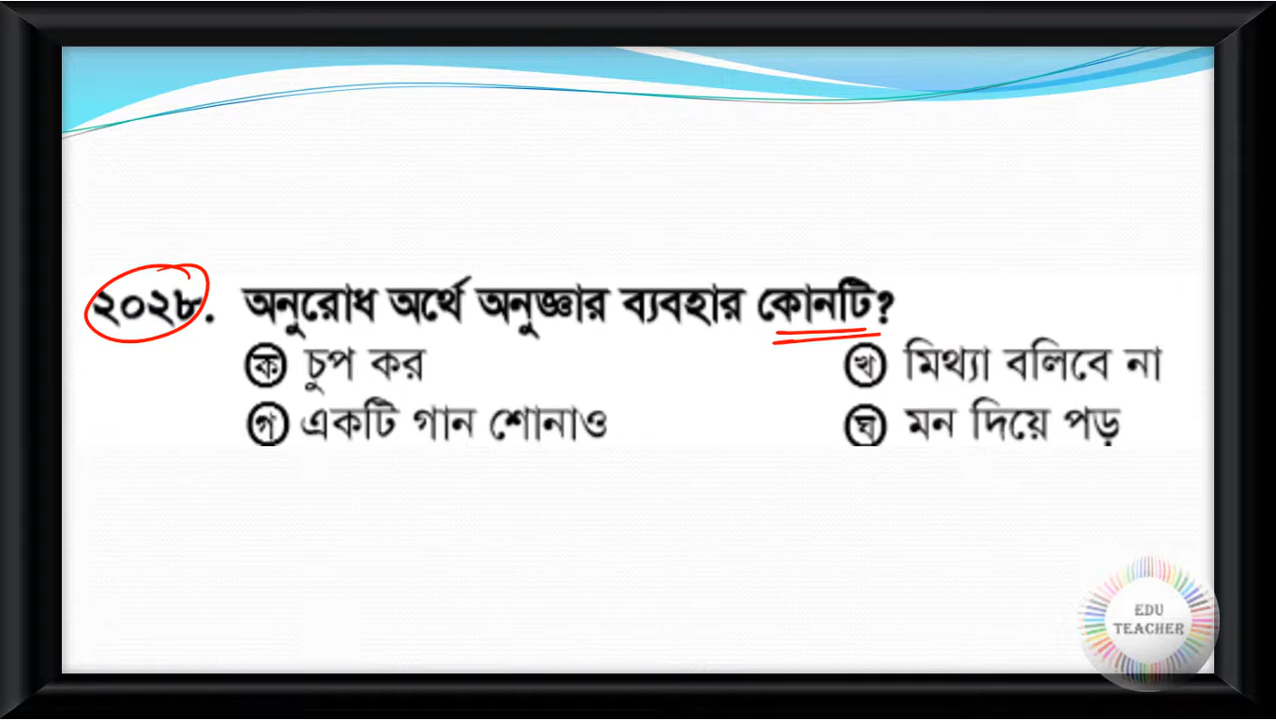 ২০২৮. অনুরোধ অর্থে অনুজ্ঞার ব্যবহার কোনটি?
ক চুপ কর খ মিথ্যা বলিবে না
গ একটি গান শোনাও ঘ মন দিয়ে পড়
EDU
TEACHER